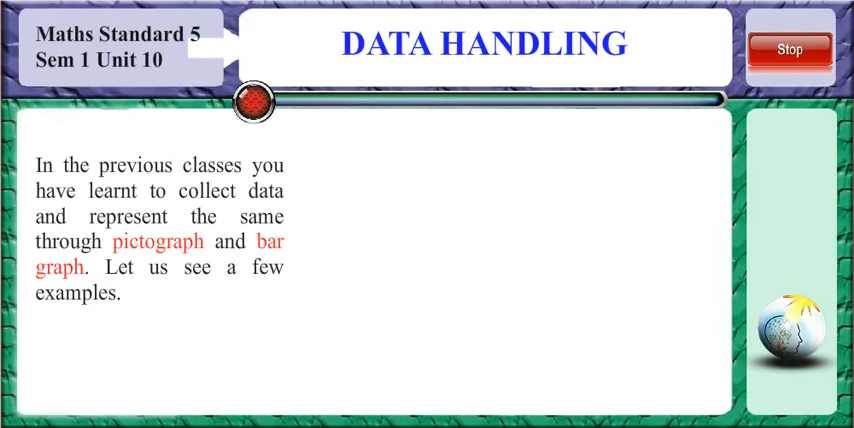 Maths Standard 5
Sem 1 Unit 10
DATA HANDLING
Stop
In the previous classes you
have learnt to collect data
and represent the same
through pictograph and bar
graph. Let us see a few
examples.